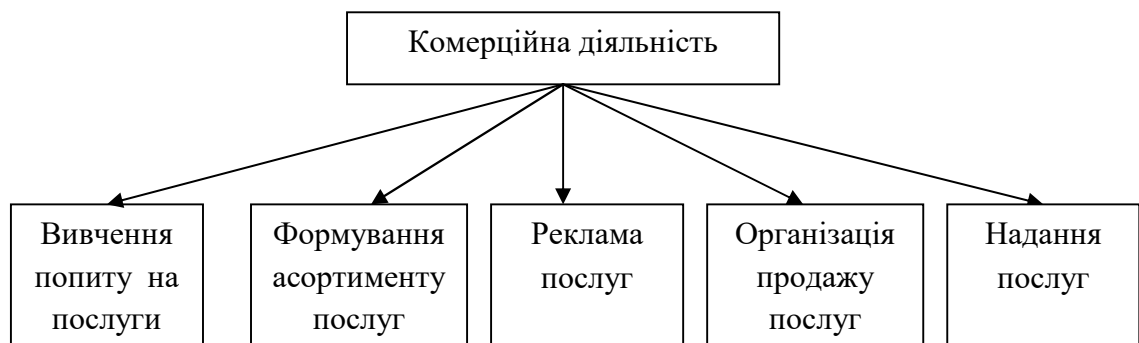 Комерційна діяльність
Вивчення
попиту на
послуги
Формування
асортименту
послуг
Реклама
послуг
Організація
продажу
послуг
Надання
послуг